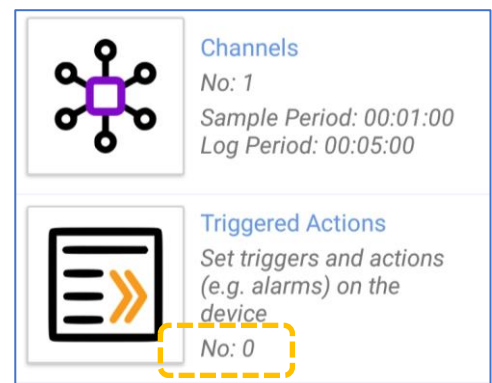 Channels
No: 1
Sample Period: 00:01:00
Log Period: 00:05:00
Triggered Actions
Set triggers and actions
(e.g. alarms) on the
device
No: 0